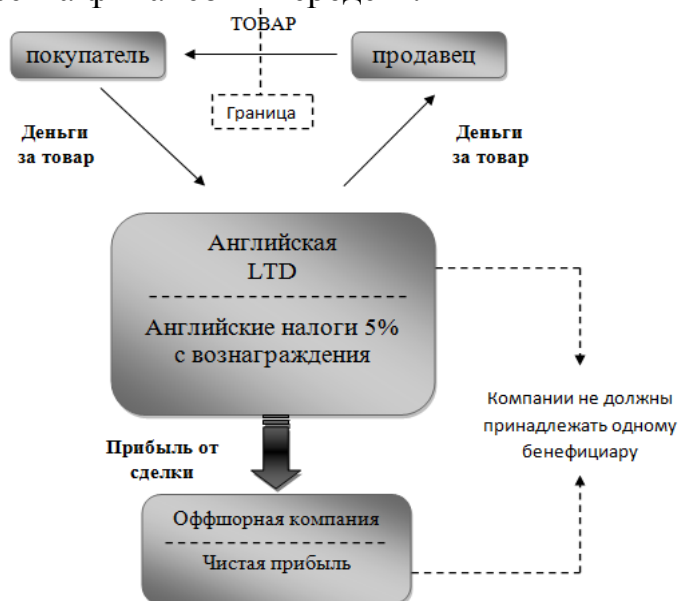 ТОВАР
покупатель
продавец
Граница
Деньги
за товар
Деньги
за товар
Английская
LTD
Английские налоги 5%
с вознаграждения
Компании не должны
принадлежать одному
бенефициару
Прибыль от
сделки
Оффшорная компания
Чистая прибыль